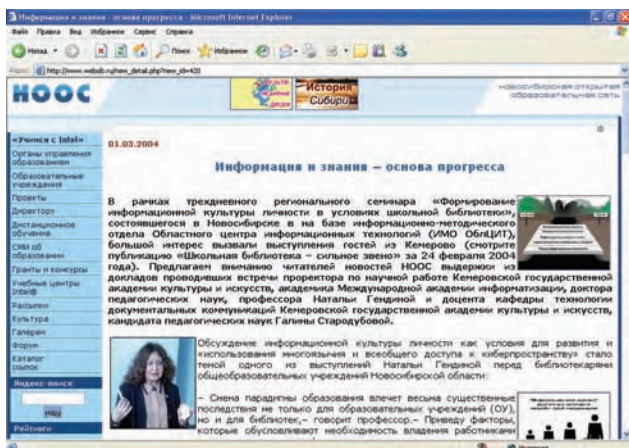 Информация и знания - основа прогресса - Microsoft Internet Explorer
Файл Правка Вид Избранное Сервис Справка
Назад Поиск Избранное
http://www.websib.ru/new_detail.php?new_id=420
НООС
История
Сибири
новосибирская открытая
образовательная сеть
«Учимся с Intel»
Органы управления
образованием
Образовательные
учреждения
Проекты
Директору
Дистанционное
обучение
СМИ об
образовании
Гранты и конкурсы
Учебные центры
Intel®
Рассылки
Культура
Галереи
Форум
Каталог
ссылок
Яндекс-поиск
Найти
Рейтинги
01.03.2004
Информация и знания – основа прогресса
В рамках трехдневного регионального семинара «Формирование
информационной культуры личности в условиях школьной библиотеки»,
состоявшегося в Новосибирске на базе информационно-методического
отдела Областного центра информационных технологий (ИМО ОблЦИТ),
большой интерес вызвали выступления гостей из Кемерово (смотрите
публикацию «Школьная библиотека – сильное звено» за 24 февраля 2004
года). Предлагаем вниманию читателей новостей НООС выдержки из
докладов проводивших встречи проректора по научной работе Кемеровской государственной
академии культуры и искусств, академика Международной академии информатизации, доктора
педагогических наук, профессора Натальи Гендиной и доцента кафедры технологии
документальных коммуникаций Кемеровской государственной академии культуры и искусств,
кандидата педагогических наук Галины Стародубовой.
Обсуждение информационной культуры личности как условия для развития и
«использования многоязычия и всеобщего доступа к киберпространству» стало
темой одного из выступлений Натальи Гендиной перед библиотекарями
общеобразовательных учреждений Новосибирской области:
– Смена парадигмы образования влечет весьма существенные
последствия не только для образовательных учреждений (ОУ),
но и для библиотек,– говорит профессор.– Приведу факторы,
которые обусловливают необходимость владения работниками
Интернет